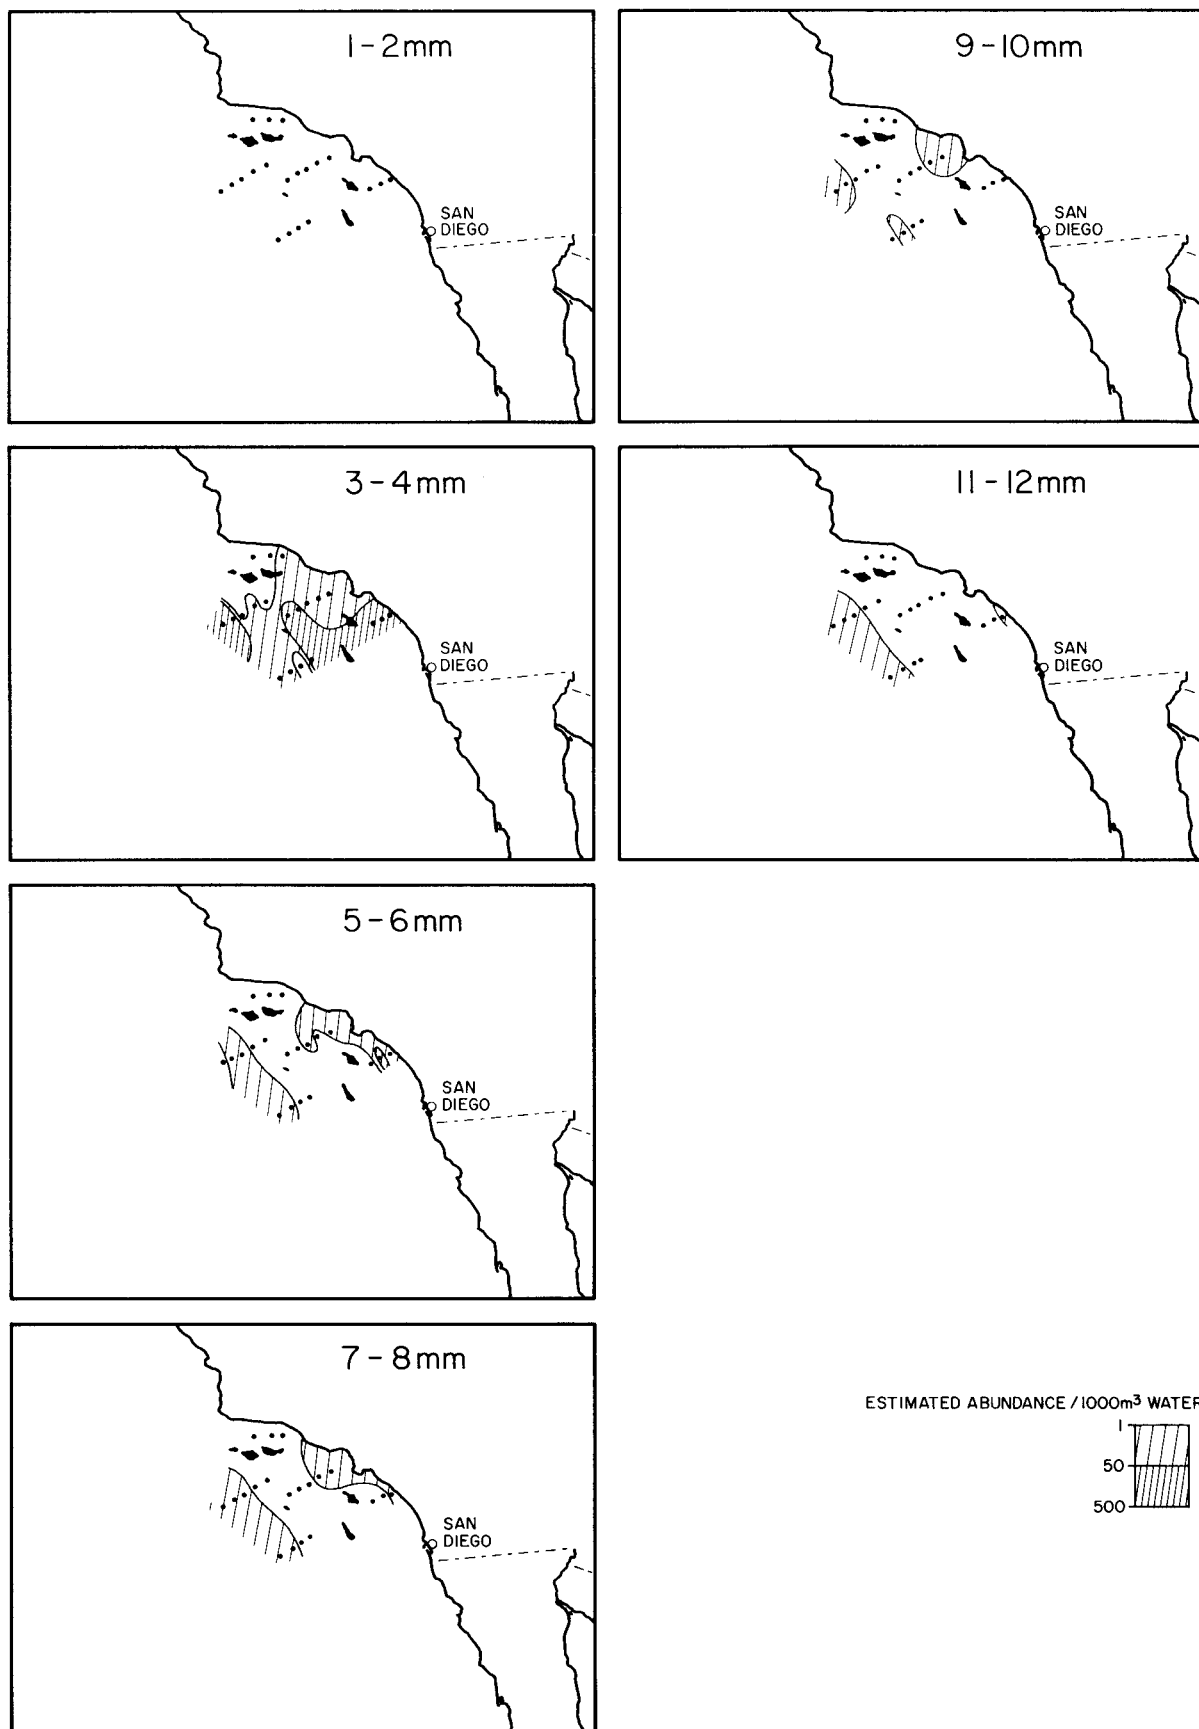 1-2mm
SAN
DIEGO
3-4mm
SAN
DIEGO
5-6mm
SAN
DIEGO
7-8mm
SAN
DIEGO
9-10mm
SAN
DIEGO
11-12mm
SAN
DIEGO
ESTIMATED ABUNDANCE / 1000m³ WATER
1
50
500